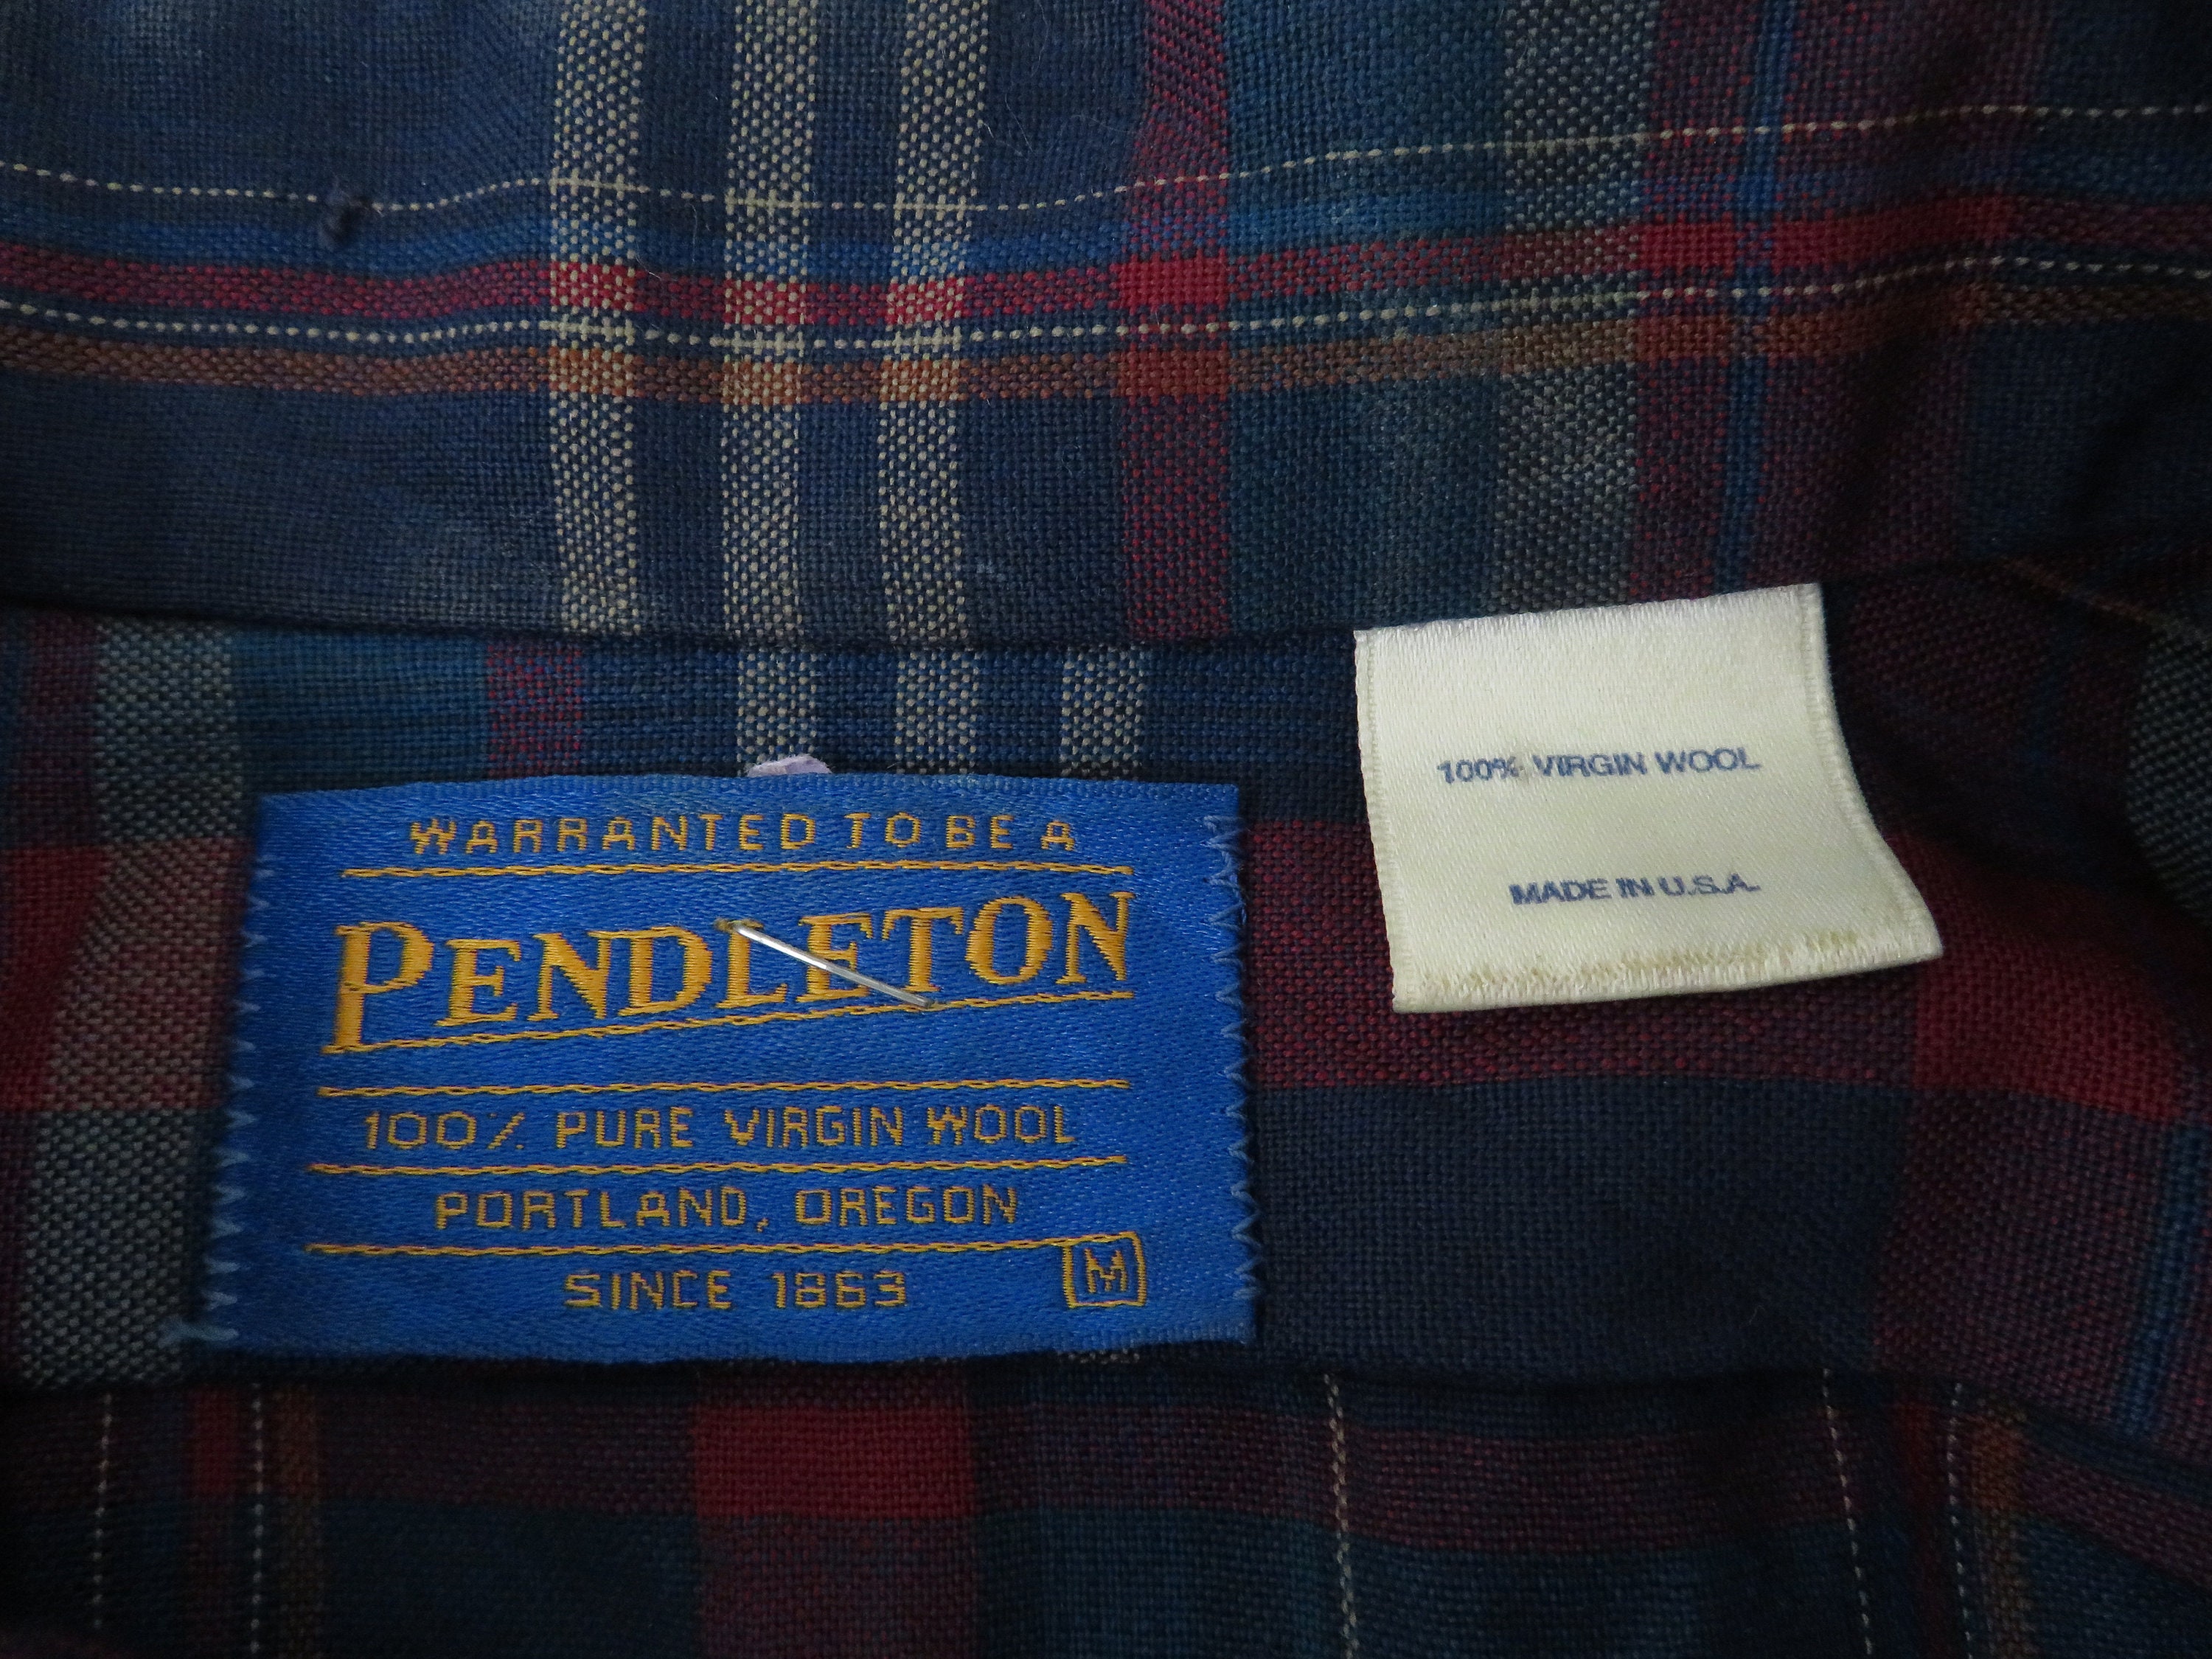 WARRANTED TO BE A
PENDLETON
100% PURE VIRGIN WOOL
PORTLAND, OREGON
SINCE 1863
M
100% VIRGIN WOOL
MADE IN U.S.A.